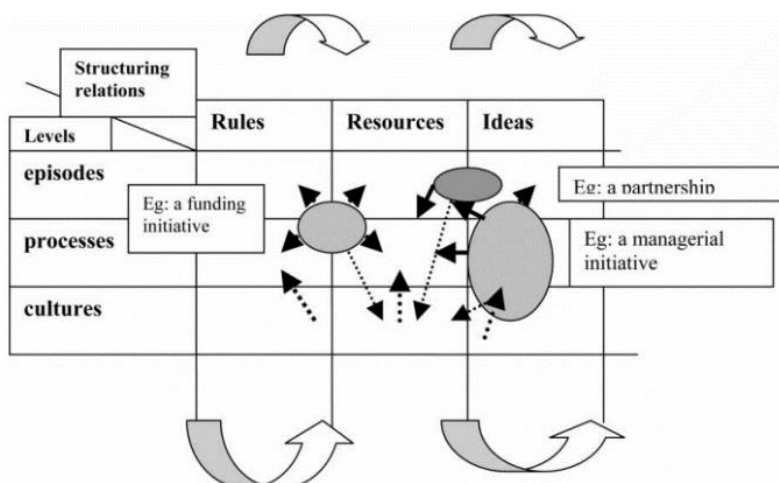 Structuring
relations
Levels
Rules
Resources
Ideas
episodes
Eg: a funding
initiative
Eg: a partnership
processes
Eg: a managerial
initiative
cultures